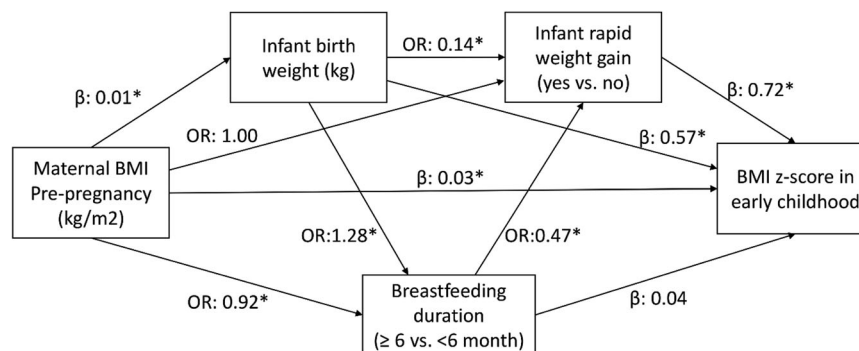 Infant birth
weight (kg)
OR: 0.14*
Infant rapid
weight gain
(yes vs. no)
β: 0.01*
OR: 1.00
β: 0.72*
β: 0.57*
Maternal BMI
Pre-pregnancy
(kg/m2)
β: 0.03*
BMI z-score in
early childhood
OR:1.28*
OR:0.47*
OR: 0.92*
Breastfeeding
duration
(≥ 6 vs. <6 month)
β: 0.04